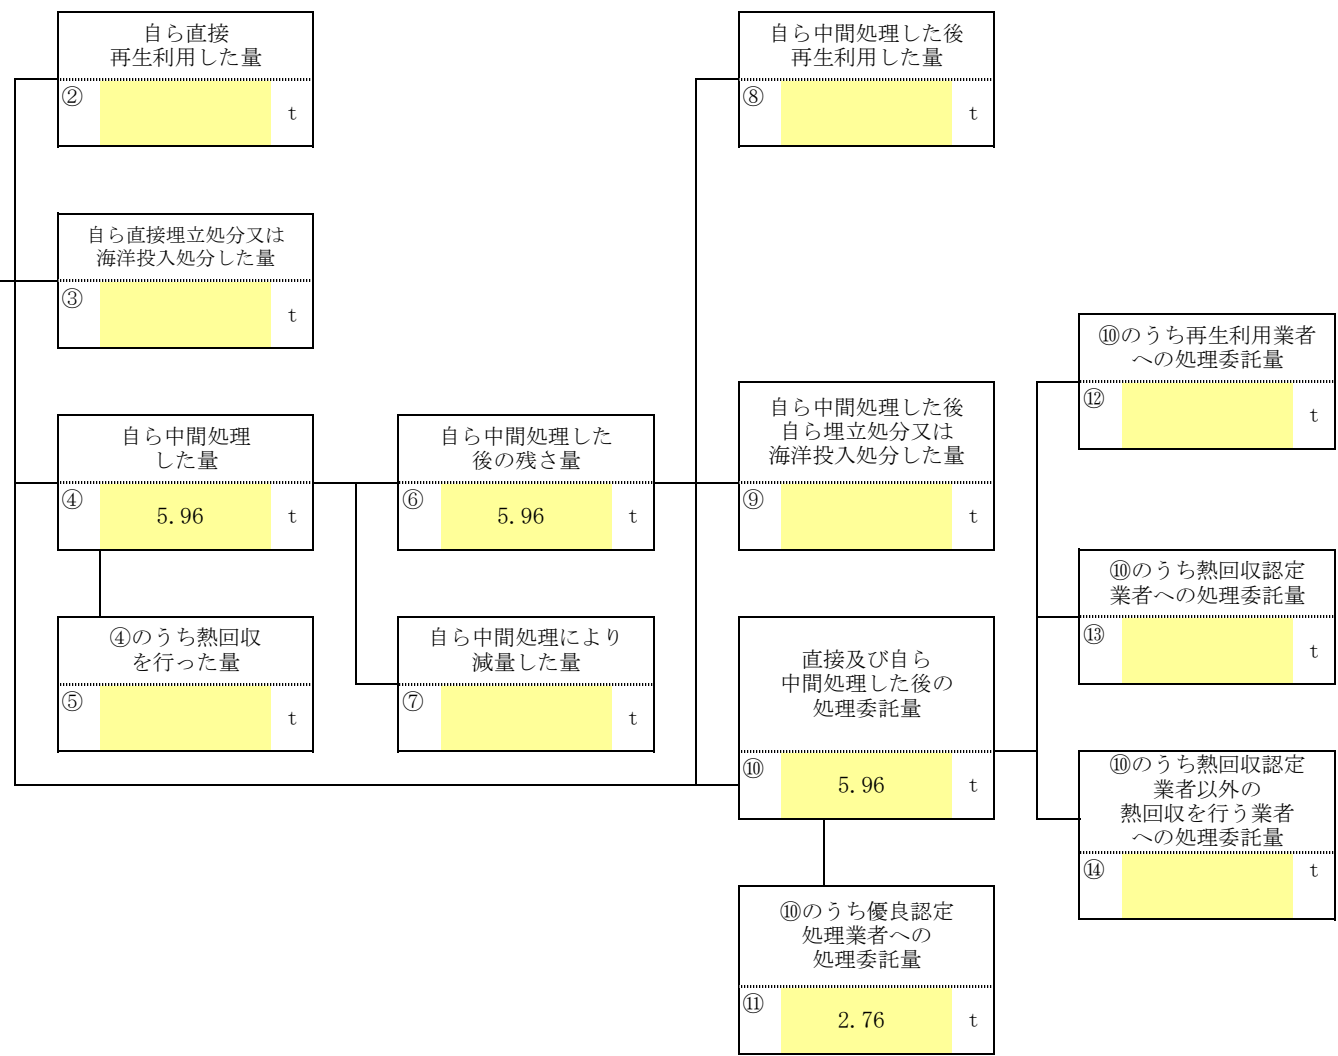 自ら直接
再生利用した量
② t
自ら直接埋立処分又は
海洋投入処分した量
③ t
自ら中間処理
した量
④ 5.96 t
④のうち熱回収
を行った量
⑤ t
自ら中間処理した
後の残さ量
⑥ 5.96 t
自ら中間処理により
減量した量
⑦ t
自ら中間処理した後
再生利用した量
⑧ t
自ら中間処理した後
自ら埋立処分又は
海洋投入処分した量
⑨ t
直接及び自ら
中間処理した後の
処理委託量
⑩ 5.96 t
⑩のうち優良認定
処理業者への
処理委託量
⑪ 2.76 t
⑩のうち再生利用業者
への処理委託量
⑫ t
⑩のうち熱回収認定
業者への処理委託量
⑬ t
⑩のうち熱回収認定
業者以外の
熱回収を行う業者
への処理委託量
⑭ t